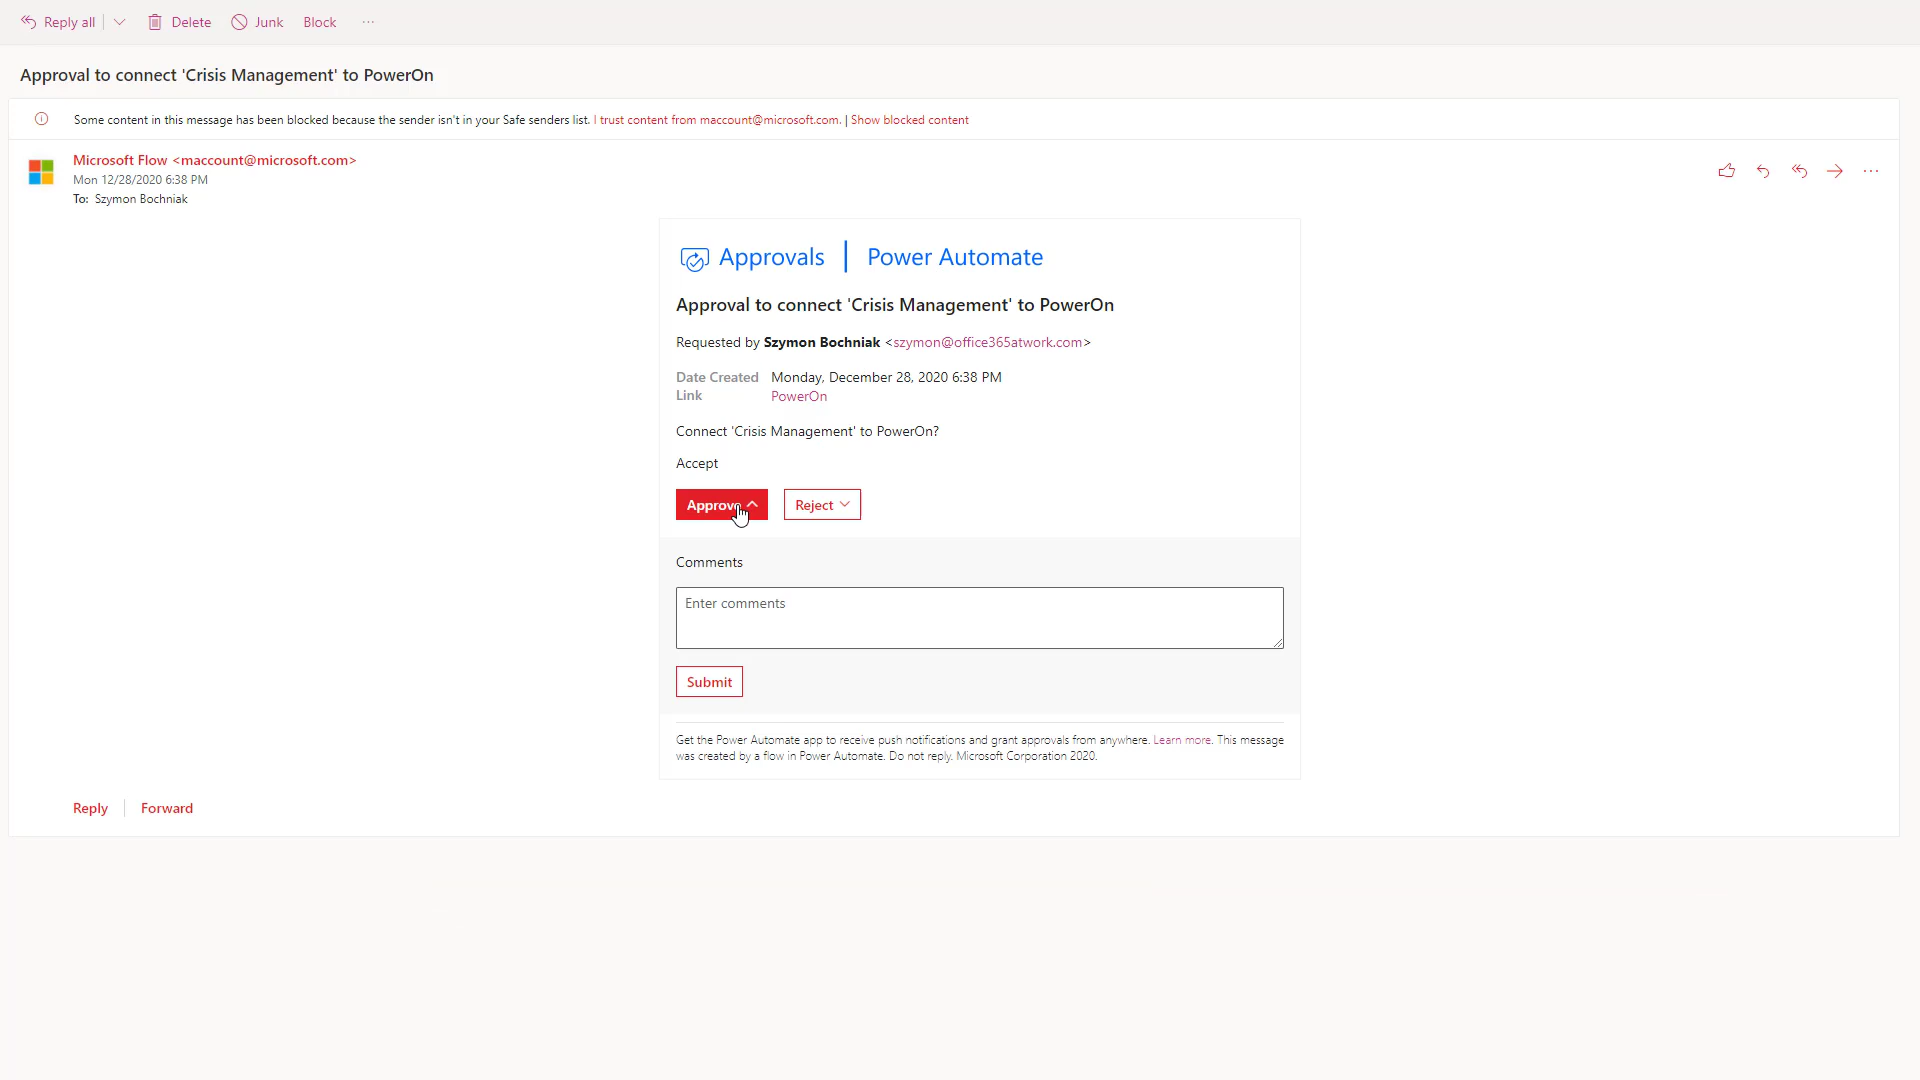 Reply all
Delete
Junk
Block
Approval to connect 'Crisis Management' to PowerOn
Some content in this message has been blocked because the sender isn't in your Safe senders list. I trust content from maccount@microsoft.com. | Show blocked content
Microsoft Flow <maccount@microsoft.com>
Mon 12/28/2020 6:38 PM
To: Szymon Bochniak
Approvals | Power Automate
Approval to connect 'Crisis Management' to PowerOn
Requested by Szymon Bochniak <szymon@office365atwork.com>
Date Created Monday, December 28, 2020 6:38 PM
Link PowerOn
Connect 'Crisis Management' to PowerOn?
Accept
Approve
Reject
Comments
Enter comments
Submit
Get the Power Automate app to receive push notifications and grant approvals from anywhere. Learn more. This message
was created by a flow in Power Automate. Do not reply. Microsoft Corporation 2020.
Reply
Forward